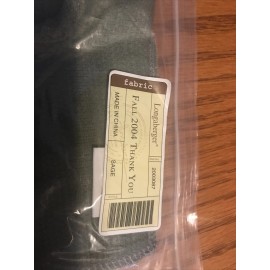 fabric
Longaberger®
FALL 2004 THANK YOU
MADE IN CHINA
SAGE